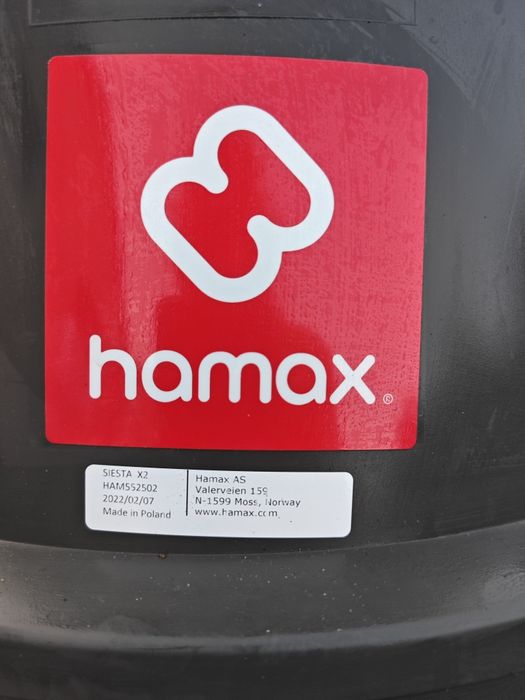 hamax®
SIESTA X2
HAM552502
2022/02/07
Made in Poland
Hamax AS
Valerveien 159
N-1599 Moss, Norway
www.hamax.com